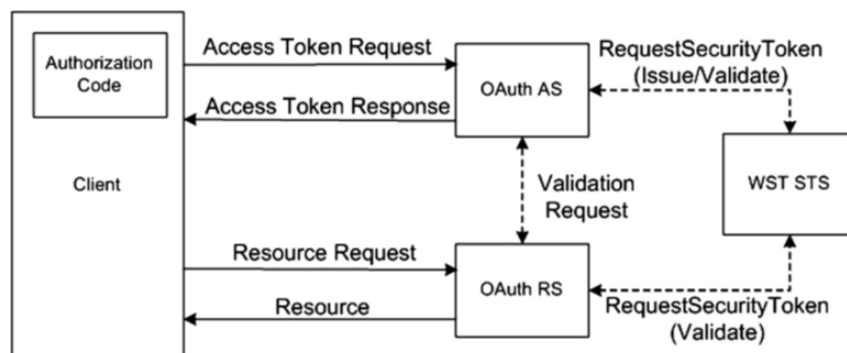 Authorization
Code
Client
Access Token Request
Access Token Response
OAuth AS
RequestSecurityToken
(Issue/Validate)
Validation
Request
WST STS
Resource Request
Resource
OAuth RS
RequestSecurityToken
(Validate)